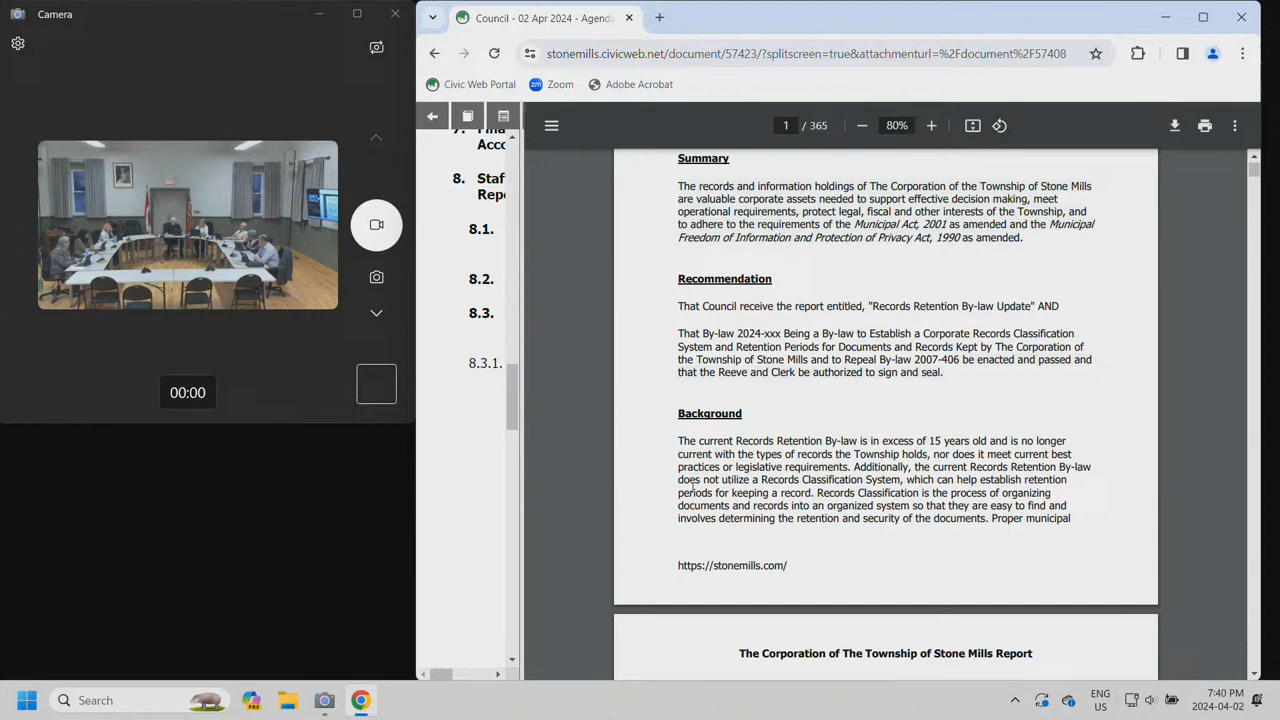 Camera
00:00
Council - 02 Apr 2024 - Agenda
stonemills.civicweb.net/document/57423/?splitscreen=true&attachmenturl=%2Fdocument%2F57408
Civic Web Portal
Zoom
Adobe Acrobat
7. Fina
Acco
8. Staf
Repo
8.1.
8.2.
8.3.
8.3.1.
1 / 365
80%
Summary
The records and information holdings of The Corporation of the Township of Stone Mills
are valuable corporate assets needed to support effective decision making, meet
operational requirements, protect legal, fiscal and other interests of the Township, and
to adhere to the requirements of the Municipal Act, 2001 as amended and the Municipal
Freedom of Information and Protection of Privacy Act, 1990 as amended.
Recommendation
That Council receive the report entitled, "Records Retention By-law Update" AND
That By-law 2024-xxx Being a By-law to Establish a Corporate Records Classification
System and Retention Periods for Documents and Records Kept by The Corporation of
the Township of Stone Mills and to Repeal By-law 2007-406 be enacted and passed and
that the Reeve and Clerk be authorized to sign and seal.
Background
The current Records Retention By-law is in excess of 15 years old and is no longer
current with the types of records the Township holds, nor does it meet current best
practices or legislative requirements. Additionally, the current Records Retention By-law
does not utilize a Records Classification System, which can help establish retention
periods for keeping a record. Records Classification is the process of organizing
documents and records into an organized system so that they are easy to find and
involves determining the retention and security of the documents. Proper municipal
https://stonemills.com/
The Corporation of The Township of Stone Mills Report
Search
PRE
ENG
US
7:40 PM
2024-04-02